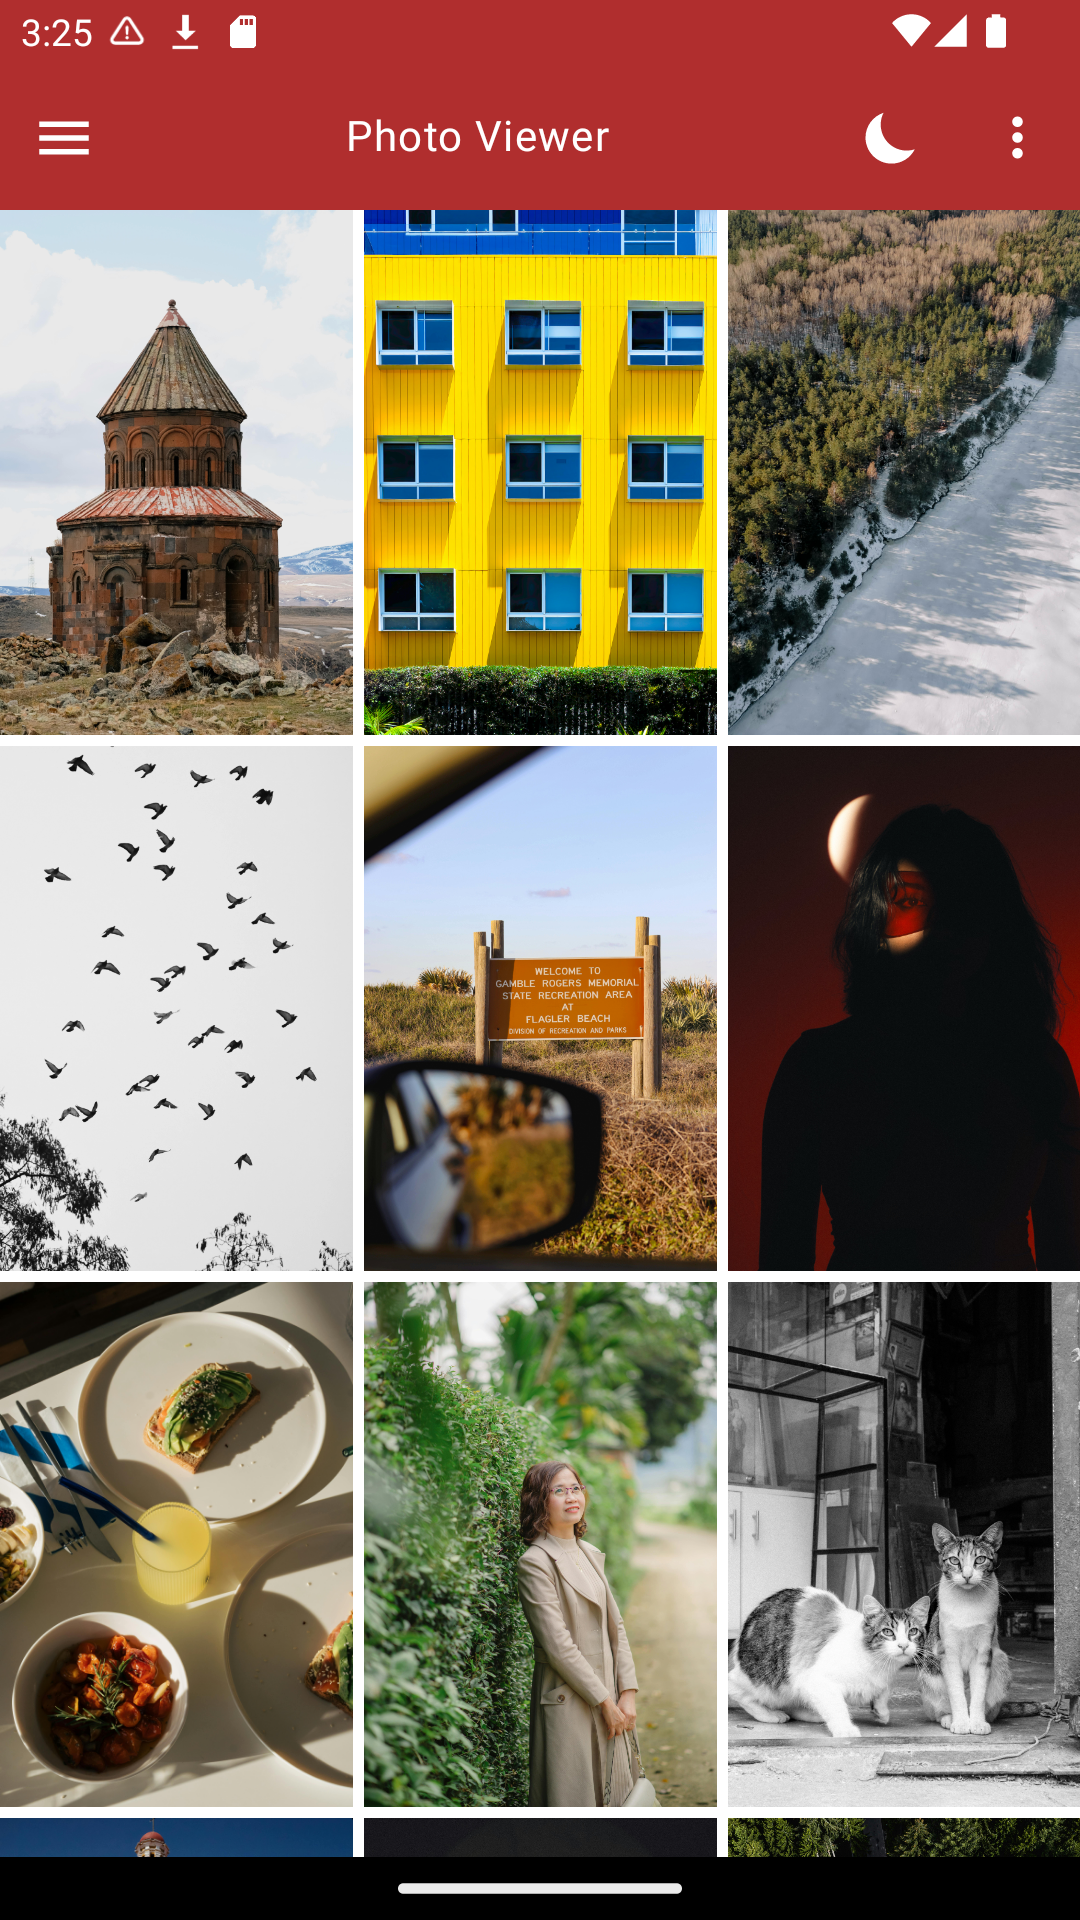 3:25
Photo Viewer
WELCOME TO
GAMBLE ROGERS MEMORIAL
STATE RECREATION AREA
AT
FLAGLER BEACH
DIVISION OF RECREATION AND PARKS